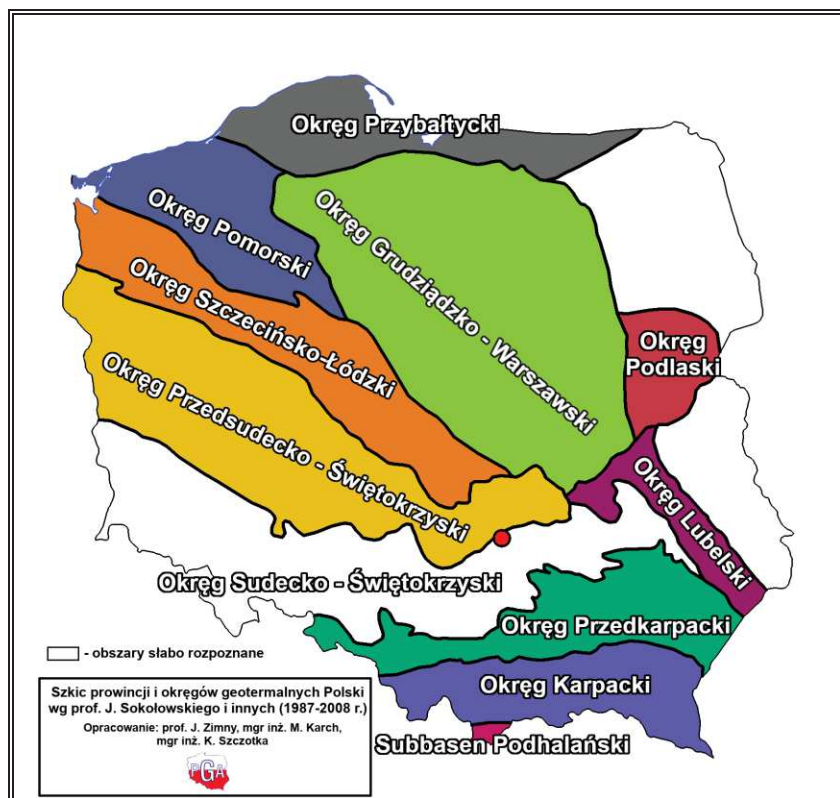 Okręg Przybałtycki
Okręg Pomorski
Okręg Grudziądzko - Warszawski
Okręg Szczecińsko-Łódzki
Okręg Podlaski
Okręg Przedsudecko - Świętokrzyski
Okręg Lubelski
Okręg Sudecko - Świętokrzyski
Okręg Przedkarpacki
- obszary słabo rozpoznane
Okręg Karpacki
Szkic prowincji i okręgów geotermalnych Polski
wg prof. J. Sokołowskiego i innych (1987-2008 r.)
Opracowanie: prof. J. Zimny, mgr inż. M. Karch,
mgr inż. K. Szczotka
Subbasen Podhalański
PGA